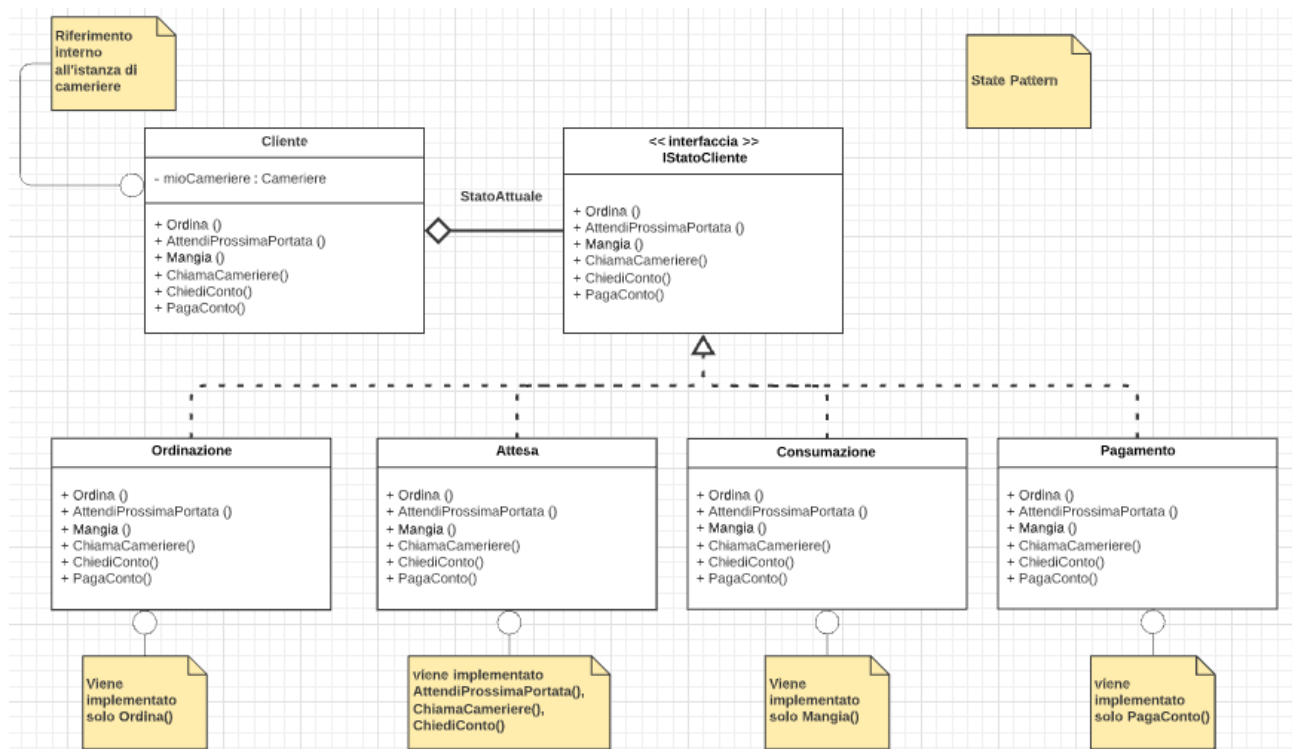 Riferimento
interno
all'istanza di
cameriere
State Pattern
Cliente
- mioCameriere : Cameriere
+ Ordina ()
+ AttendiProssimaPortata ()
+ Mangia ()
+ ChiamaCameriere()
+ ChiediConto()
+ PagaConto()
StatoAttuale
<< interfaccia >>
IStatoCliente
+ Ordina ()
+ AttendiProssimaPortata ()
+ Mangia ()
+ ChiamaCameriere()
+ ChiediConto()
+ PagaConto()
Ordinazione
+ Ordina ()
+ AttendiProssimaPortata ()
+ Mangia ()
+ ChiamaCameriere()
+ ChiediConto()
+ PagaConto()
Attesa
+ Ordina ()
+ AttendiProssimaPortata ()
+ Mangia ()
+ ChiamaCameriere()
+ ChiediConto()
+ PagaConto()
Consumazione
+ Ordina ()
+ AttendiProssimaPortata ()
+ Mangia ()
+ ChiamaCameriere()
+ ChiediConto()
+ PagaConto()
Pagamento
+ Ordina ()
+ AttendiProssimaPortata ()
+ Mangia ()
+ ChiamaCameriere()
+ ChiediConto()
+ PagaConto()
Viene
implementato
solo Ordina()
viene implementato
AttendiProssimaPortata(),
ChiamaCameriere(),
ChiediConto()
Viene
implementato
solo Mangia()
viene
implementato
solo PagaConto()